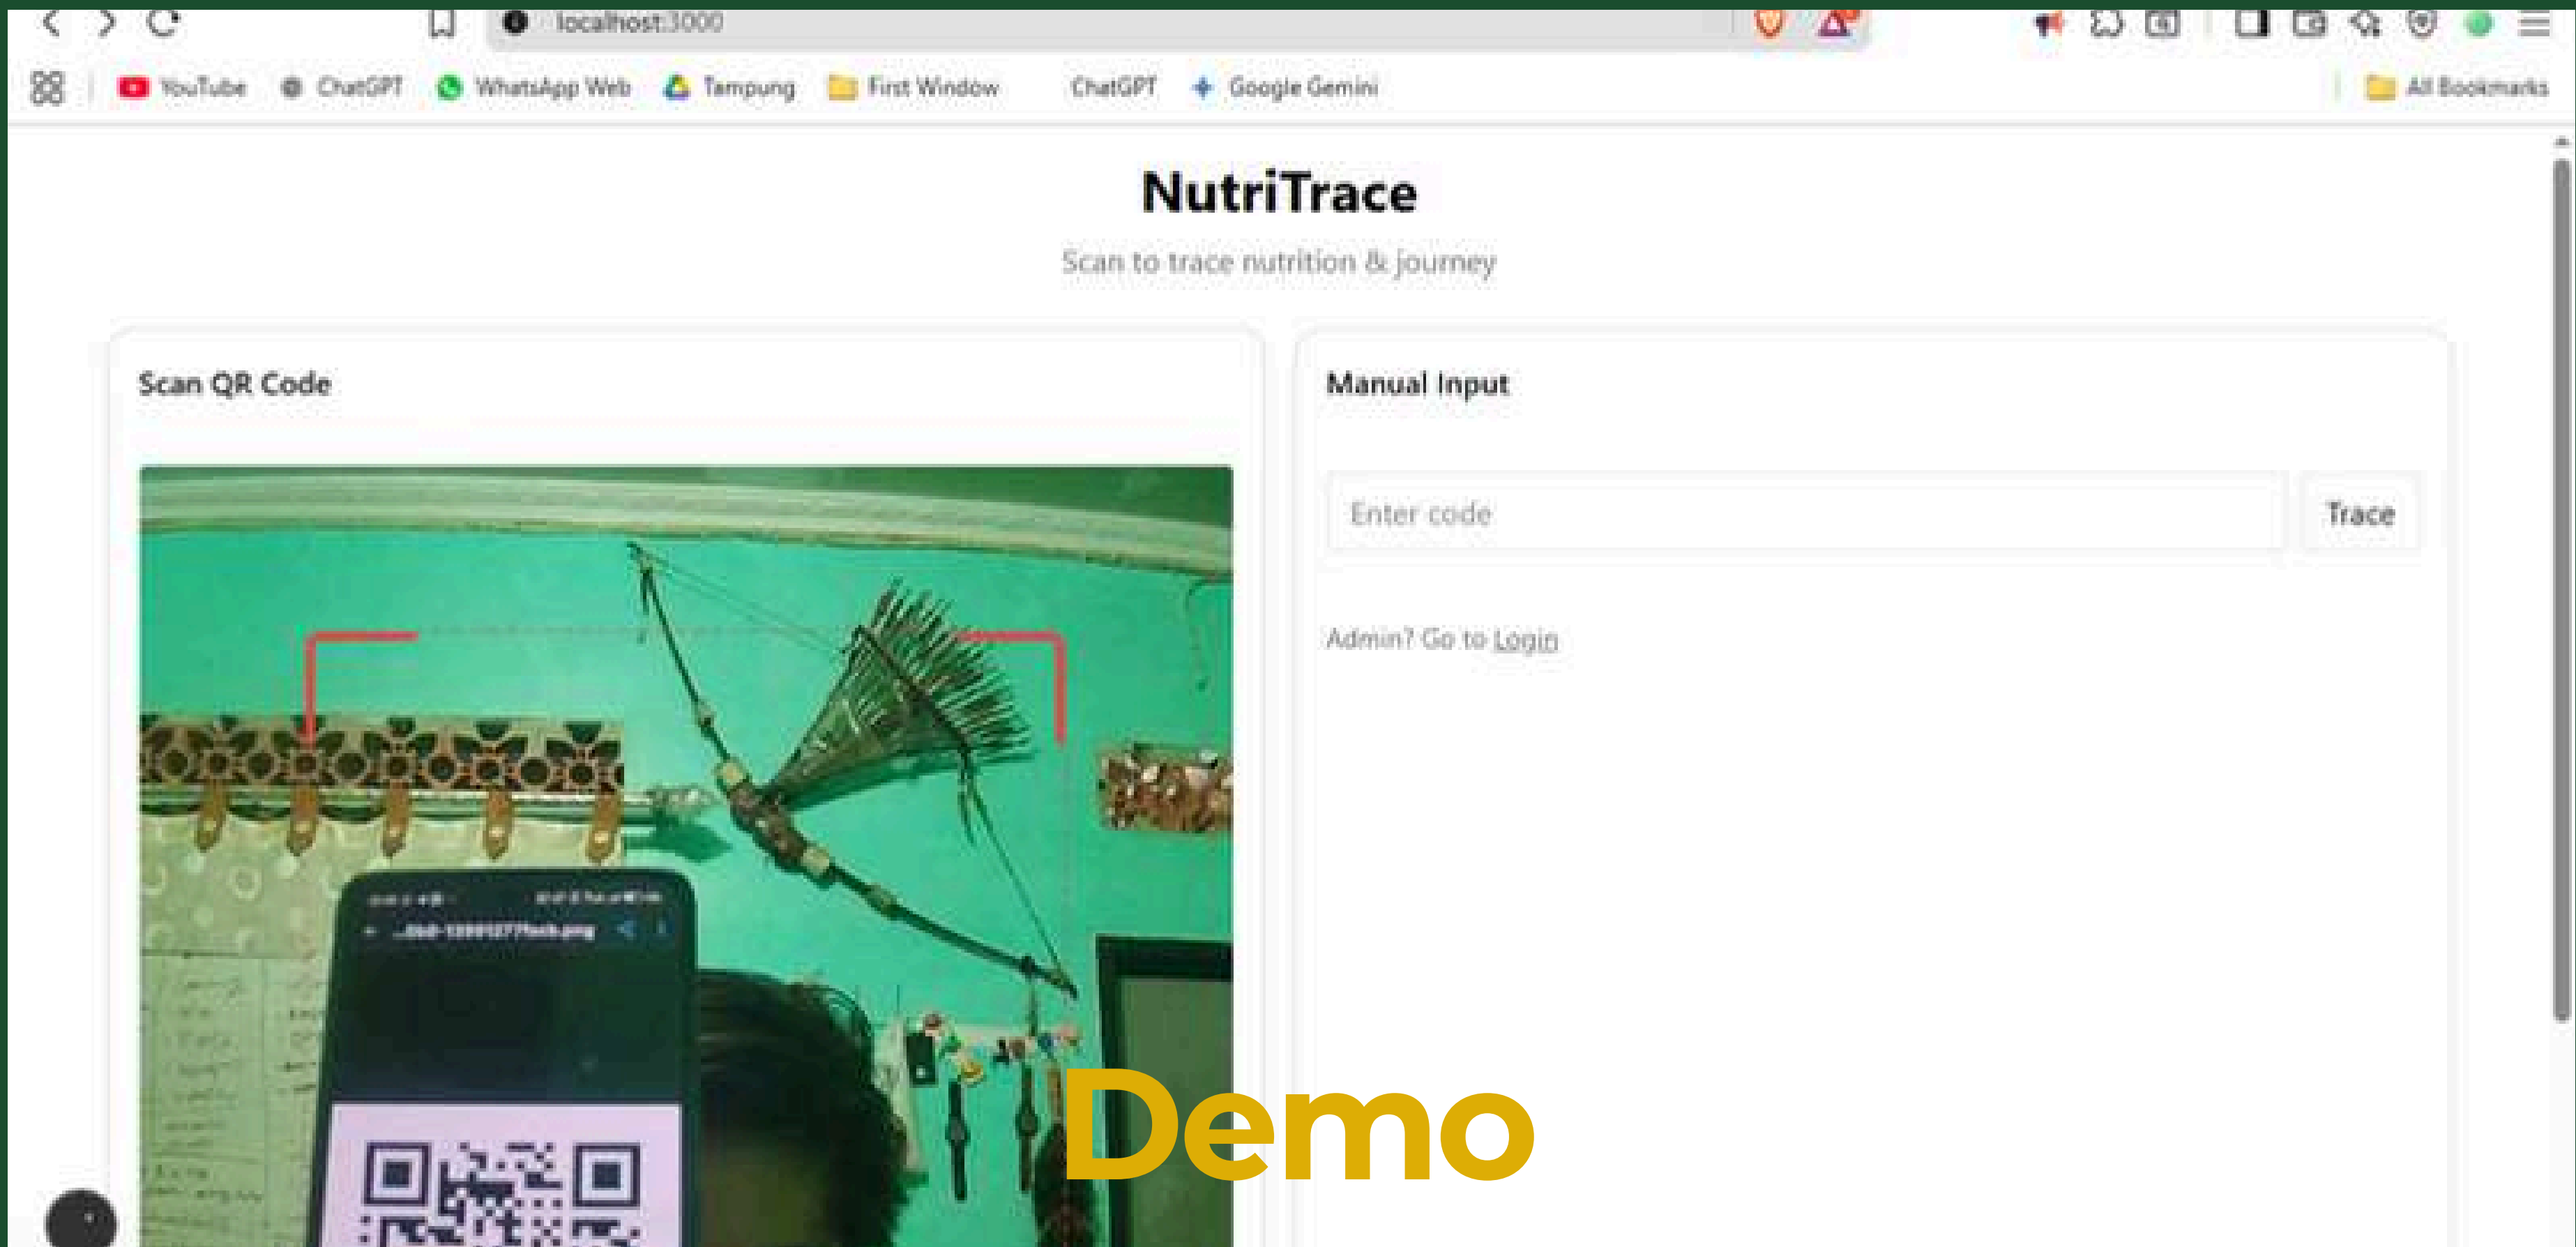 localhost:3000
YouTube ChatGPT WhatsApp Web Tampung First Window ChatGPT Google Gemini All Bookmarks
NutriTrace
Scan to trace nutrition & journey
Scan QR Code
Manual Input
Enter code
Trace
Admin? Go to Login
Demo